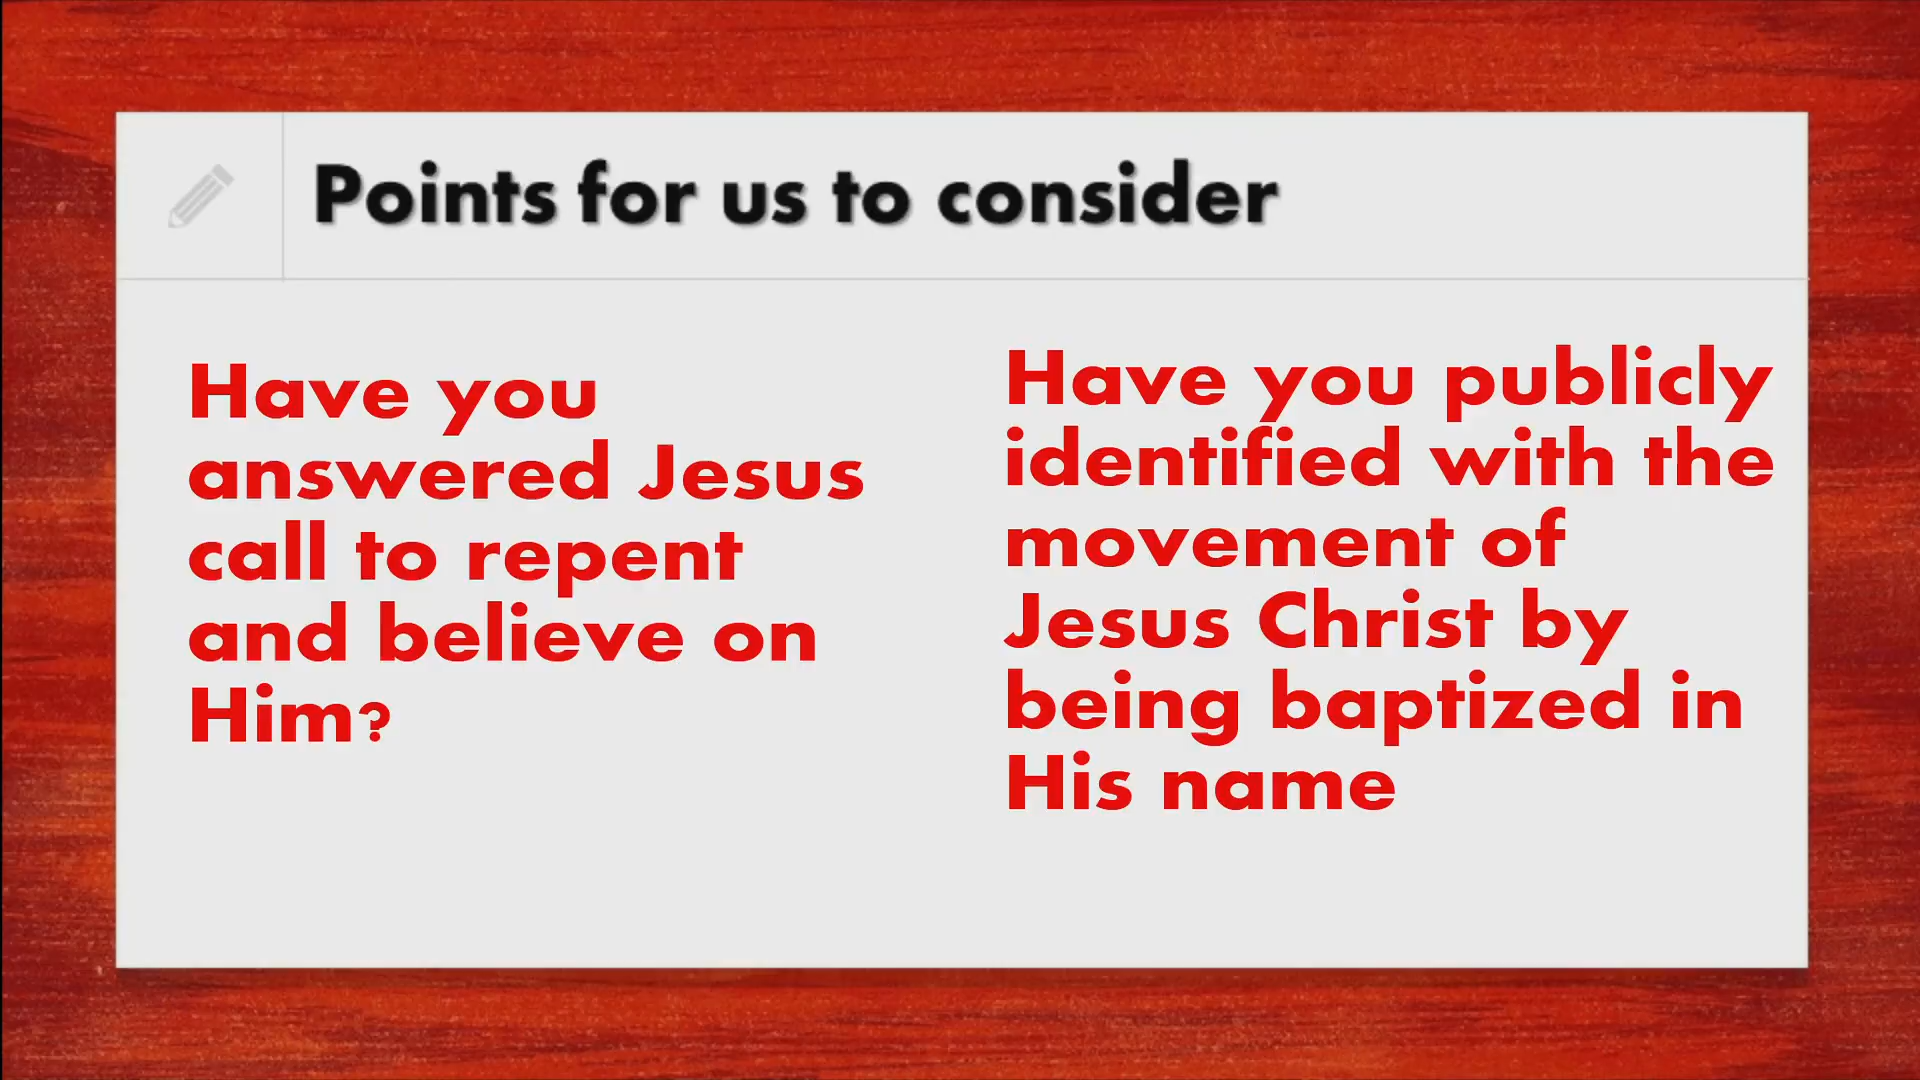 Points for us to consider
Have you
answered Jesus
call to repent
and believe on
Him?
Have you publicly
identified with the
movement of
Jesus Christ by
being baptized in
His name